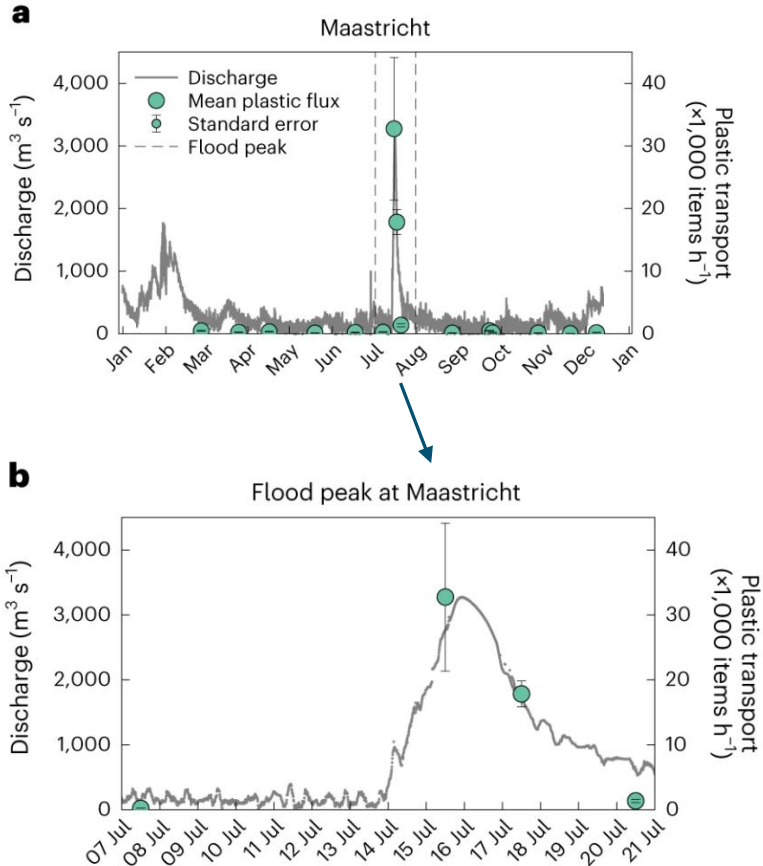 a
Maastricht
Discharge (m³ s⁻¹)
4,000
3,000
2,000
1,000
0
Discharge
Mean plastic flux
Standard error
Flood peak
40
30
20
10
0
Plastic transport
(×1,000 items h⁻¹)
Jan
Feb
Mar
Apr
May
Jun
Jul
Aug
Sep
Oct
Nov
Dec
Jan
b
Flood peak at Maastricht
Discharge (m³ s⁻¹)
4,000
3,000
2,000
1,000
0
40
30
20
10
0
Plastic transport
(×1,000 items h⁻¹)
07 Jul
08 Jul
09 Jul
10 Jul
11 Jul
12 Jul
13 Jul
14 Jul
15 Jul
16 Jul
17 Jul
18 Jul
19 Jul
20 Jul
21 Jul